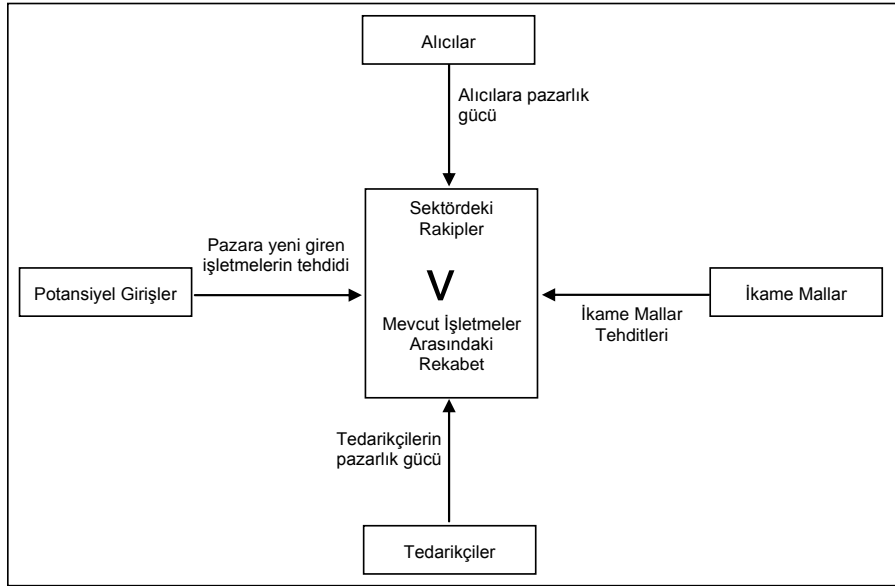 Alıcılar
Alıcılara pazarlık
gücü
Sektördeki
Rakipler
V
Mevcut İşletmeler
Arasındaki
Rekabet
Pazara yeni giren
işletmelerin tehdidi
Potansiyel Girişler
İkame Mallar
İkame Mallar
Tehditleri
Tedarikçilerin
pazarlık gücü
Tedarikçiler